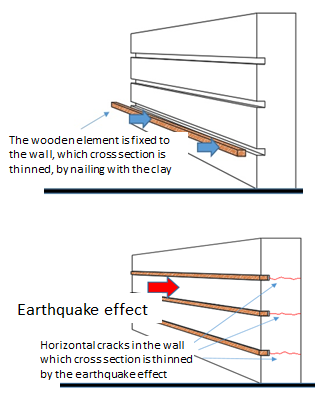 The wooden element is fixed to
the wall, which cross section is
thinned, by nailing with the clay
Earthquake effect
Horizontal cracks in the wall
which cross section is thinned
by the earthquake effect